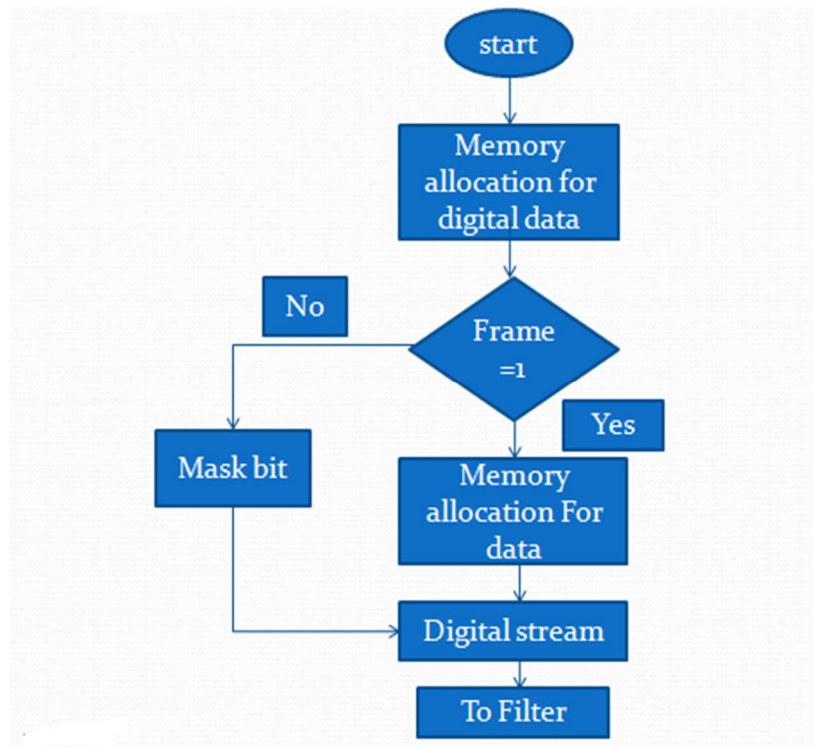 start
Memory
allocation for
digital data
No
Frame
=1
Yes
Mask bit
Memory
allocation For
data
Digital stream
To Filter